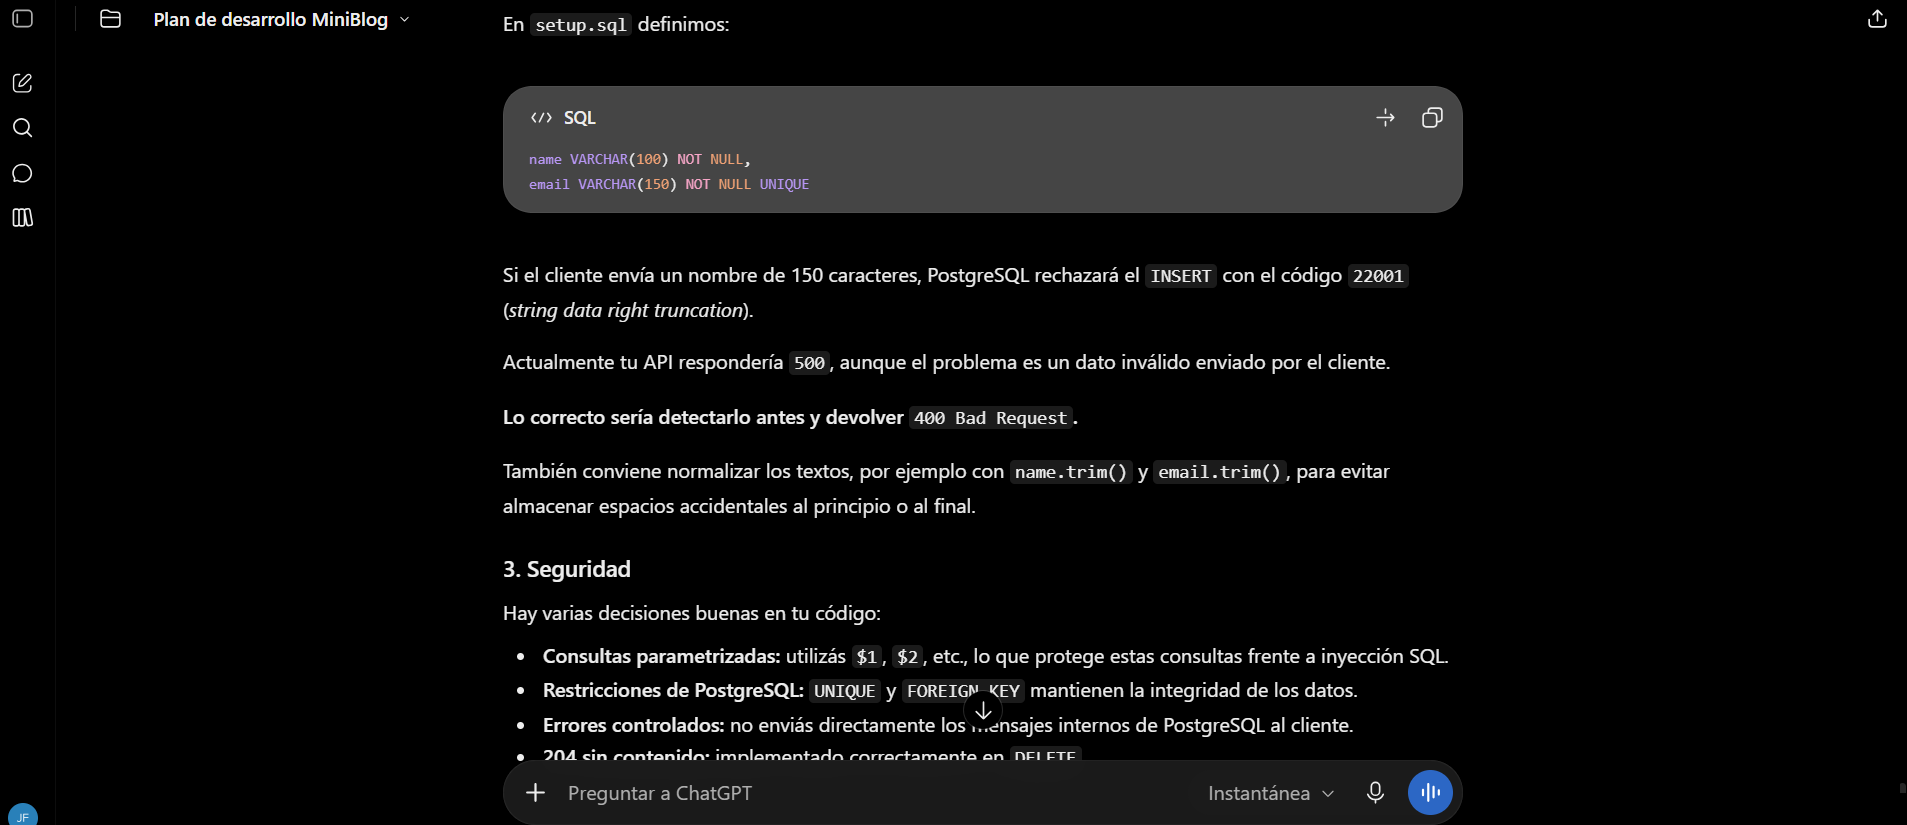 Plan de desarrollo MiniBlog
En setup.sql definimos:
SQL
name VARCHAR(100) NOT NULL,
email VARCHAR(150) NOT NULL UNIQUE
Si el cliente envía un nombre de 150 caracteres, PostgreSQL rechazará el INSERT con el código 22001
(string data right truncation).
Actualmente tu API respondería 500, aunque el problema es un dato inválido enviado por el cliente.
Lo correcto sería detectarlo antes y devolver 400 Bad Request.
También conviene normalizar los textos, por ejemplo con name.trim() y email.trim(), para evitar
almacenar espacios accidentales al principio o al final.
3. Seguridad
Hay varias decisiones buenas en tu código:
• Consultas parametrizadas: utilizás $1, $2, etc., lo que protege estas consultas frente a inyección SQL.
• Restricciones de PostgreSQL: UNIQUE y FOREIGN KEY mantienen la integridad de los datos.
• Errores controlados: no enviás directamente los mensajes internos de PostgreSQL al cliente.
• 204 sin contenido: implementado correctamente en DELETE
Preguntar a ChatGPT
Instantánea
JF